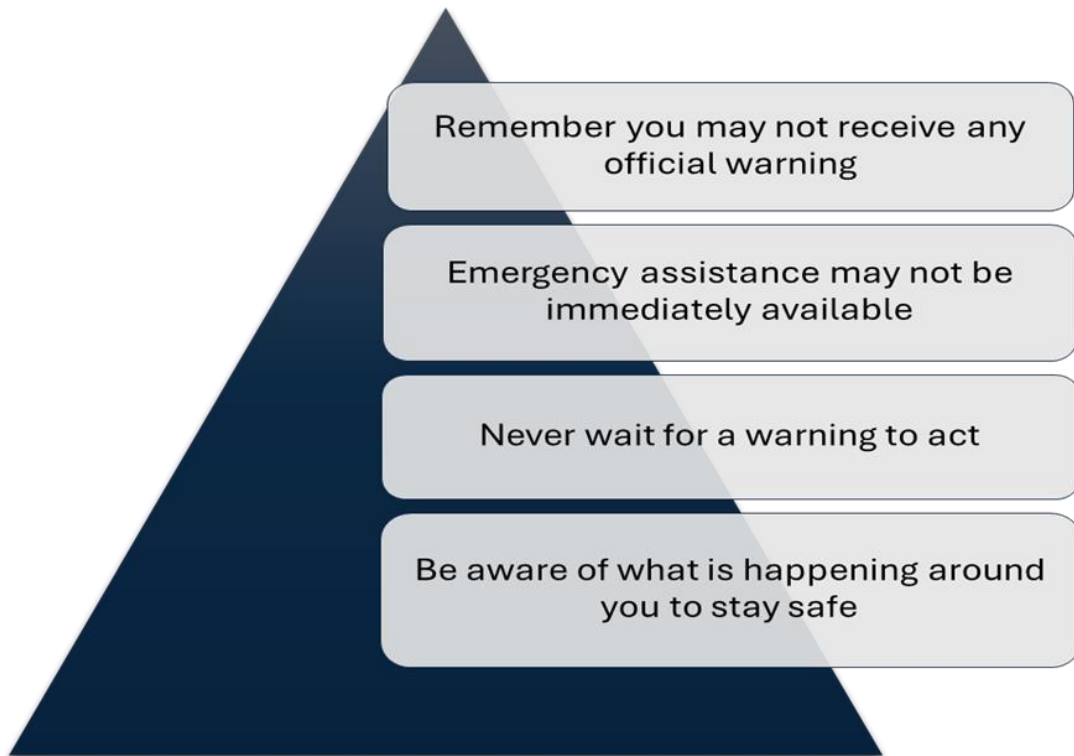 Remember you may not receive any
official warning
Emergency assistance may not be
immediately available
Never wait for a warning to act
Be aware of what is happening around
you to stay safe